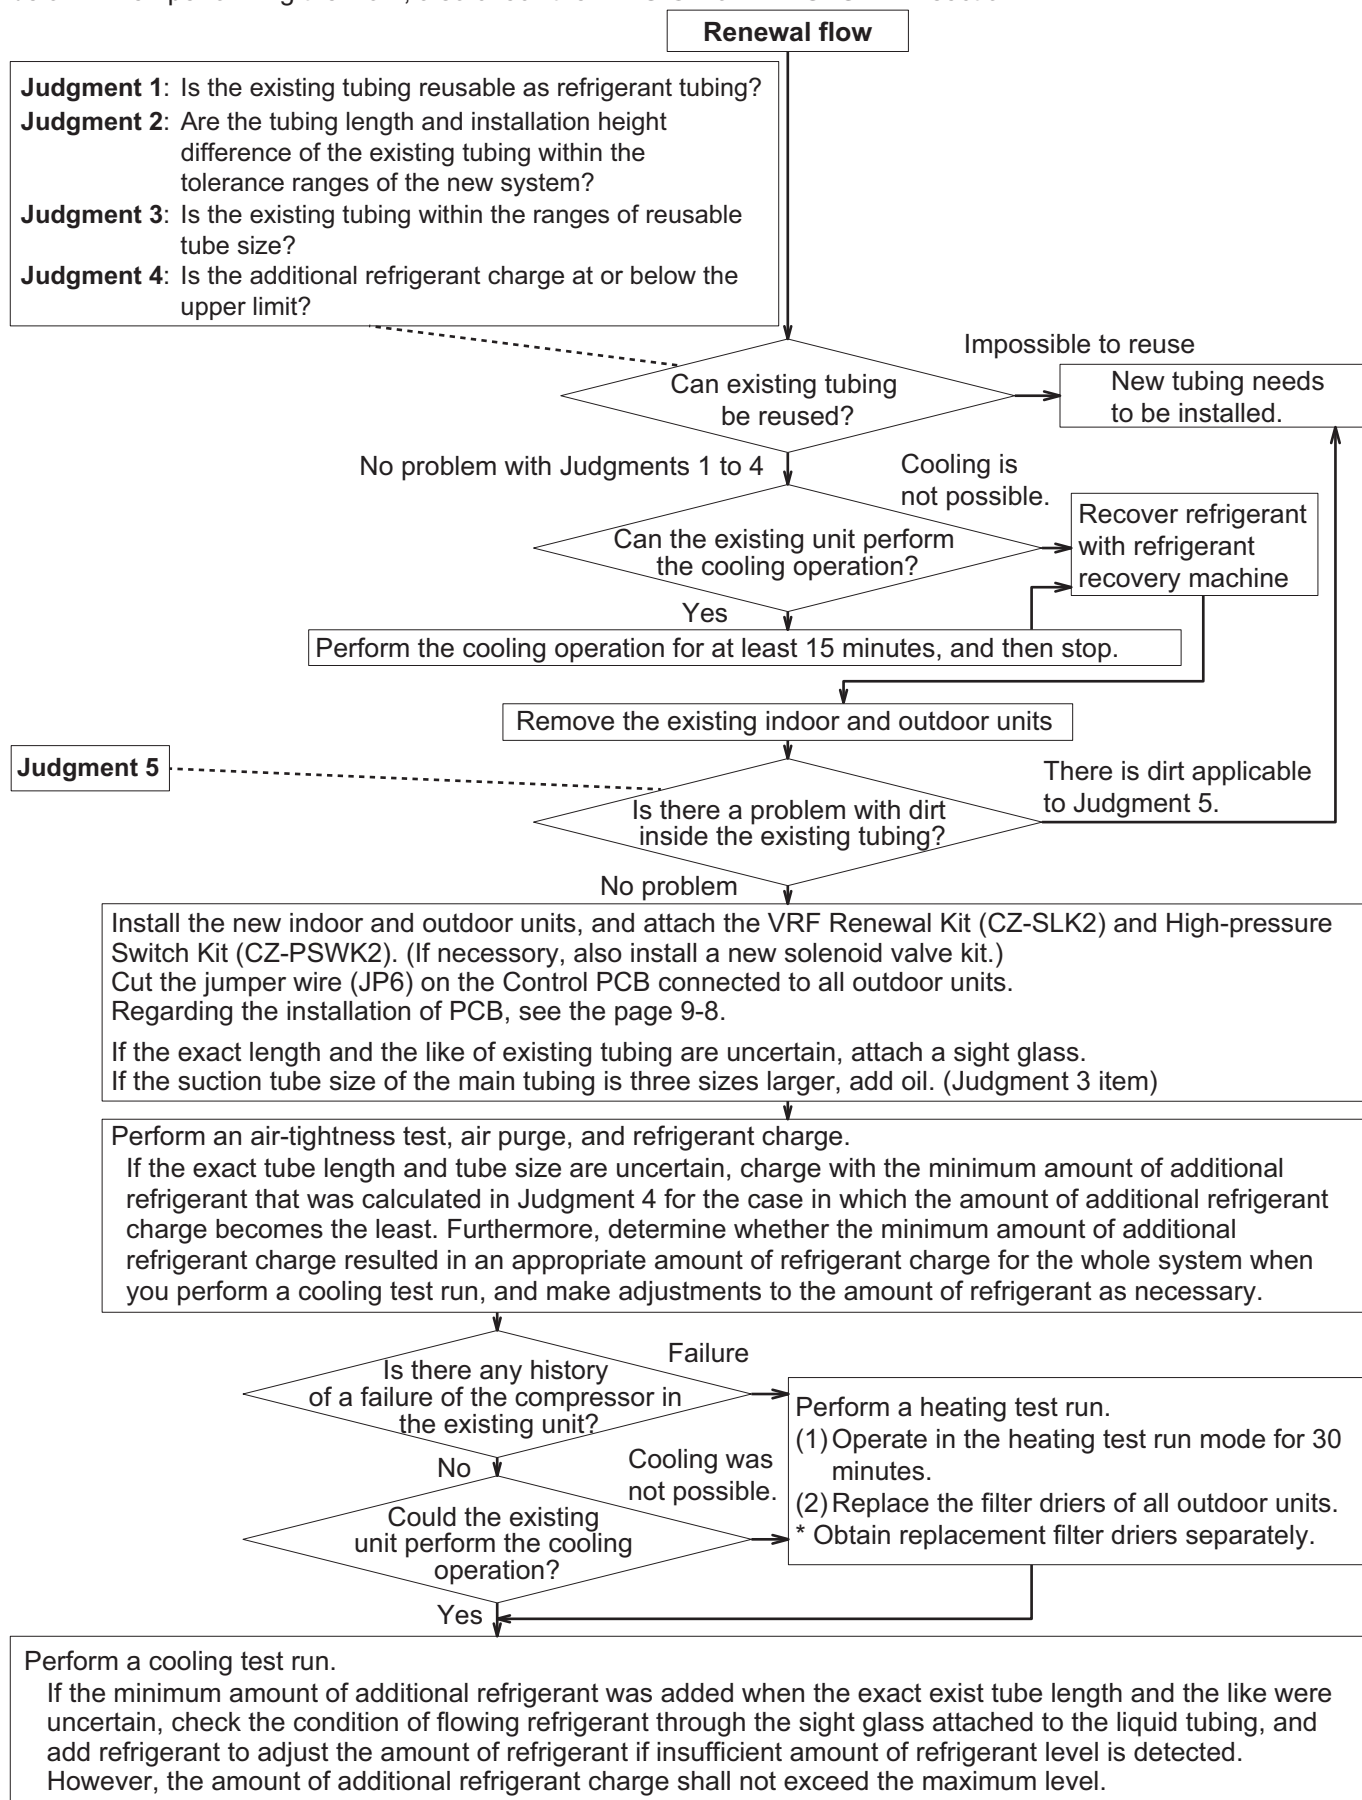 Renewal flow
Judgment 1: Is the existing tubing reusable as refrigerant tubing?
Judgment 2: Are the tubing length and installation height
difference of the existing tubing within the
tolerance ranges of the new system?
Judgment 3: Is the existing tubing within the ranges of reusable
tube size?
Judgment 4: Is the additional refrigerant charge at or below the
upper limit?
Impossible to reuse
Can existing tubing
be reused?
New tubing needs
to be installed.
No problem with Judgments 1 to 4
Cooling is
not possible.
Can the existing unit perform
the cooling operation?
Recover refrigerant
with refrigerant
recovery machine
Yes
Perform the cooling operation for at least 15 minutes, and then stop.
Remove the existing indoor and outdoor units
Judgment 5
There is dirt applicable
to Judgment 5.
Is there a problem with dirt
inside the existing tubing?
No problem
Install the new indoor and outdoor units, and attach the VRF Renewal Kit (CZ-SLK2) and High-pressure
Switch Kit (CZ-PSWK2). (If necessary, also install a new solenoid valve kit.)
Cut the jumper wire (JP6) on the Control PCB connected to all outdoor units.
Regarding the installation of PCB, see the page 9-8.
If the exact length and the like of existing tubing are uncertain, attach a sight glass.
If the suction tube size of the main tubing is three sizes larger, add oil. (Judgment 3 item)
Perform an air-tightness test, air purge, and refrigerant charge.
If the exact tube length and tube size are uncertain, charge with the minimum amount of additional
refrigerant that was calculated in Judgment 4 for the case in which the amount of additional refrigerant
charge becomes the least. Furthermore, determine whether the minimum amount of additional
refrigerant charge resulted in an appropriate amount of refrigerant charge for the whole system when
you perform a cooling test run, and make adjustments to the amount of refrigerant as necessary.
Failure
Is there any history
of a failure of the compressor in
the existing unit?
Perform a heating test run.
(1) Operate in the heating test run mode for 30
minutes.
(2) Replace the filter driers of all outdoor units.
* Obtain replacement filter driers separately.
No
Cooling was
not possible.
Could the existing
unit perform the cooling
operation?
Yes
Perform a cooling test run.
If the minimum amount of additional refrigerant was added when the exact exist tube length and the like were
uncertain, check the condition of flowing refrigerant through the sight glass attached to the liquid tubing, and
add refrigerant to adjust the amount of refrigerant if insufficient amount of refrigerant level is detected.
However, the amount of additional refrigerant charge shall not exceed the maximum level.